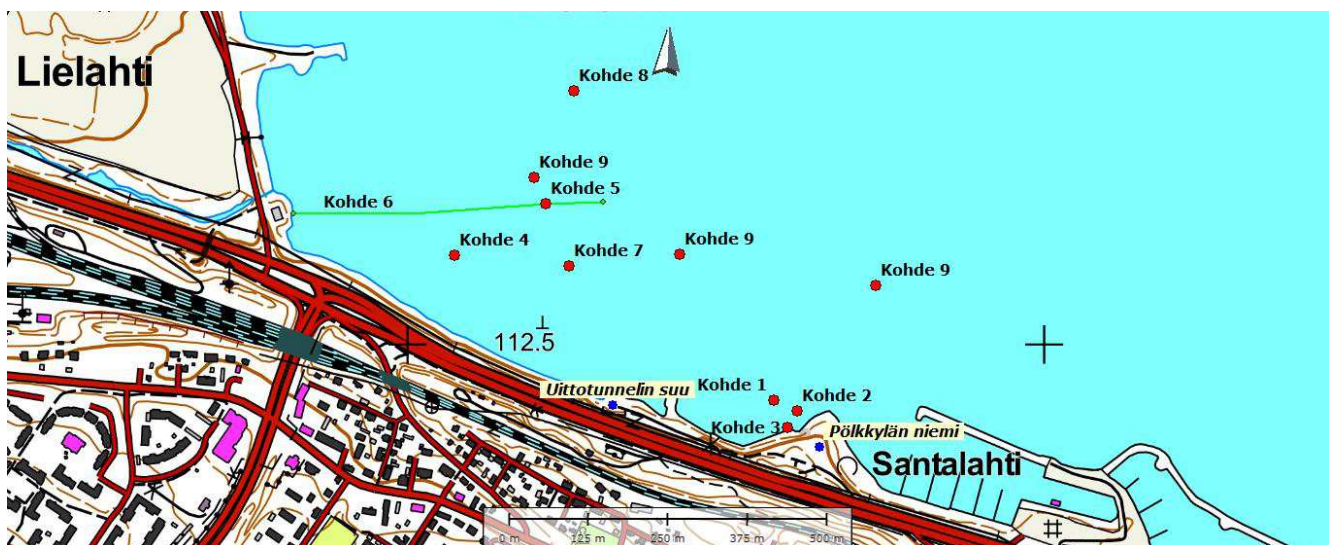 Lielahti
Kohde 8
Kohde 9
Kohde 5
Kohde 6
Kohde 4
Kohde 7
Kohde 9
Kohde 9
112.5
Uittotunnelin suu
Kohde 1
Kohde 2
Kohde 3
Pölkkylän niemi
Santalahti
0 m 125 m 250 m 375 m 500 m